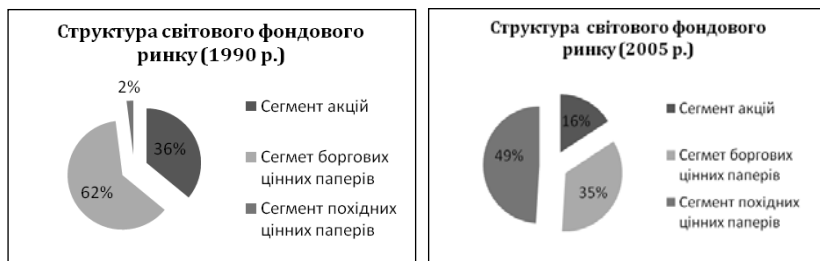 Структура світового фондового
ринку (1990 р.)
2%
36%
62%
Сегмент акцій
Сегмет боргових
цінних паперів
Сегмент похідних
цінних паперів
Структура світового фондового
ринку (2005 р.)
16%
49%
35%
Сегмент акцій
Сегмет боргових
цінних паперів
Сегмент похідних
цінних паперів